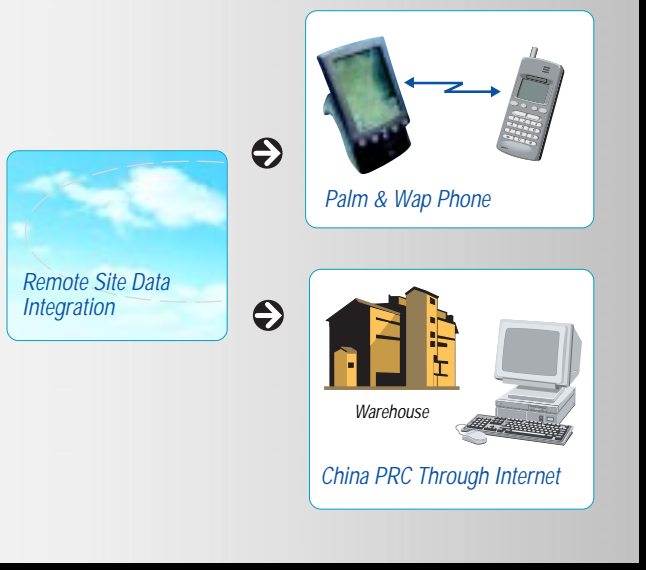 Palm & Wap Phone
Remote Site Data
Integration
Warehouse
China PRC Through Internet